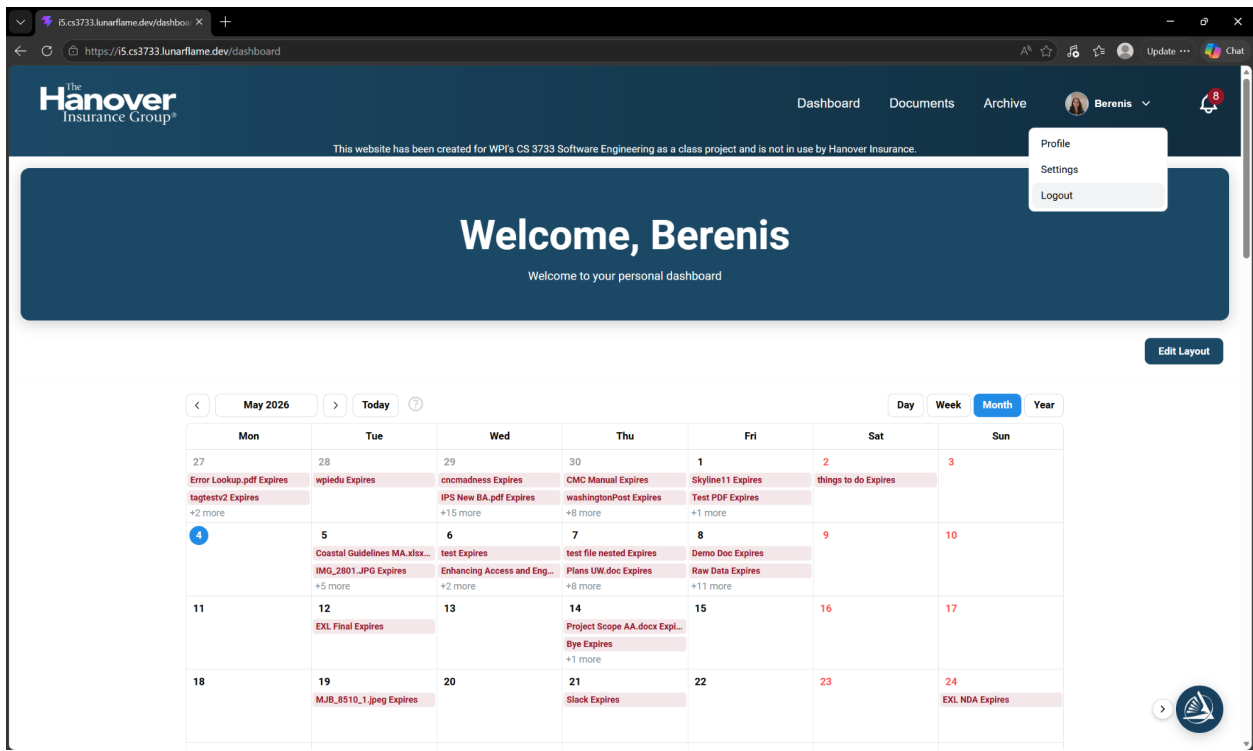 i5.cs3733.lunarflame.dev/dashboa
https://i5.cs3733.lunarflame.dev/dashboard
Update
Chat
The
Hanover
Insurance Group®
Dashboard
Documents
Archive
Berenis
8
Profile
Settings
Logout
This website has been created for WPI's CS 3733 Software Engineering as a class project and is not in use by Hanover Insurance.
Welcome, Berenis
Welcome to your personal dashboard
Edit Layout
May 2026
Today
?
Day
Week
Month
Year
Mon Tue Wed Thu Fri Sat Sun
27 28 29 30 1 2 3
Error Lookup.pdf Expires wpiedu Expires cncmadness Expires CMC Manual Expires Skyline11 Expires things to do Expires
tagtestv2 Expires IPS New BA.pdf Expires washingtonPost Expires Test PDF Expires
+2 more +15 more +8 more +1 more
4 5 6 7 8 9 10
Coastal Guidelines MA.xlsx... test Expires test file nested Expires Demo Doc Expires
IMG_2801.JPG Expires Enhancing Access and Eng... Plans UW.doc Expires Raw Data Expires
+5 more +2 more +8 more +11 more
11 12 13 14 15 16 17
EXL Final Expires Project Scope AA.docx Expi...
Bye Expires
+1 more
18 19 20 21 22 23 24
MJB_8510_1.jpeg Expires Slack Expires EXL NDA Expires